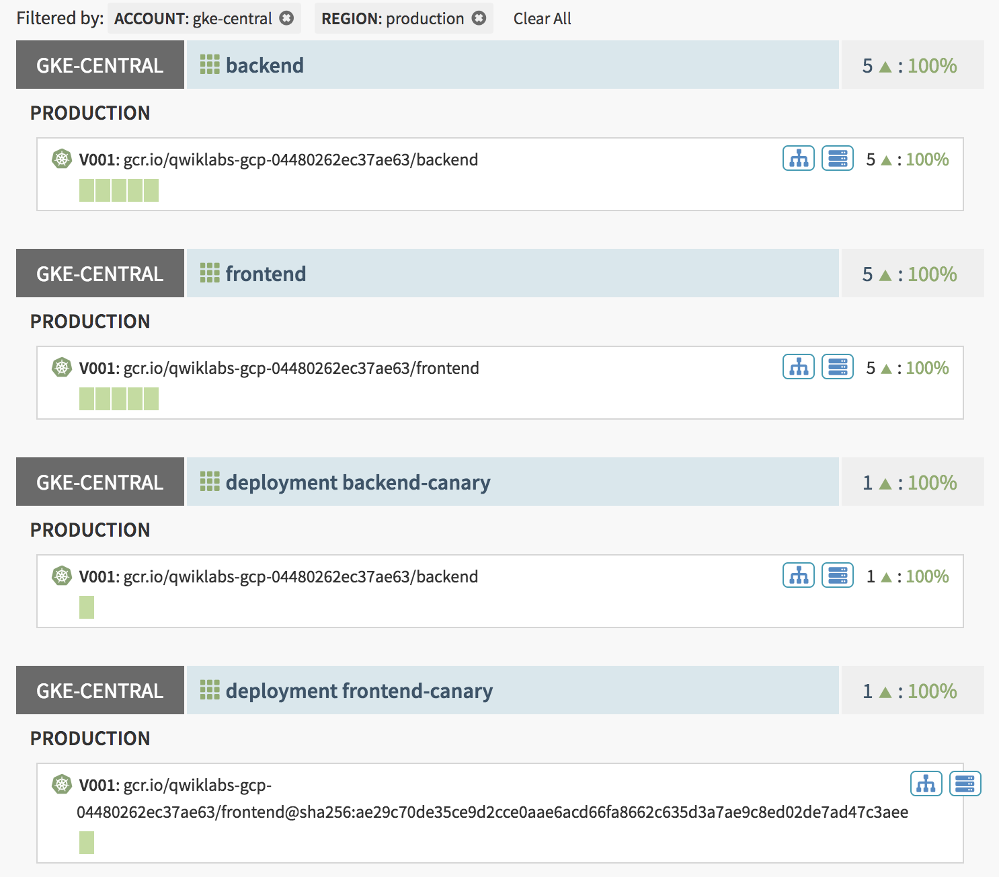 Filtered by: ACCOUNT: gke-central REGION: production Clear All
GKE-CENTRAL backend 5 ▲ : 100%
PRODUCTION
V001: gcr.io/qwiklabs-gcp-04480262ec37ae63/backend 5 ▲ : 100%
GKE-CENTRAL frontend 5 ▲ : 100%
PRODUCTION
V001: gcr.io/qwiklabs-gcp-04480262ec37ae63/frontend 5 ▲ : 100%
GKE-CENTRAL deployment backend-canary 1 ▲ : 100%
PRODUCTION
V001: gcr.io/qwiklabs-gcp-04480262ec37ae63/backend 1 ▲ : 100%
GKE-CENTRAL deployment frontend-canary 1 ▲ : 100%
PRODUCTION
V001: gcr.io/qwiklabs-gcp-
04480262ec37ae63/frontend@sha256:ae29c70de35ce9d2cce0aae6acd66fa8662c635d3a7ae9c8ed02de7ad47c3aee